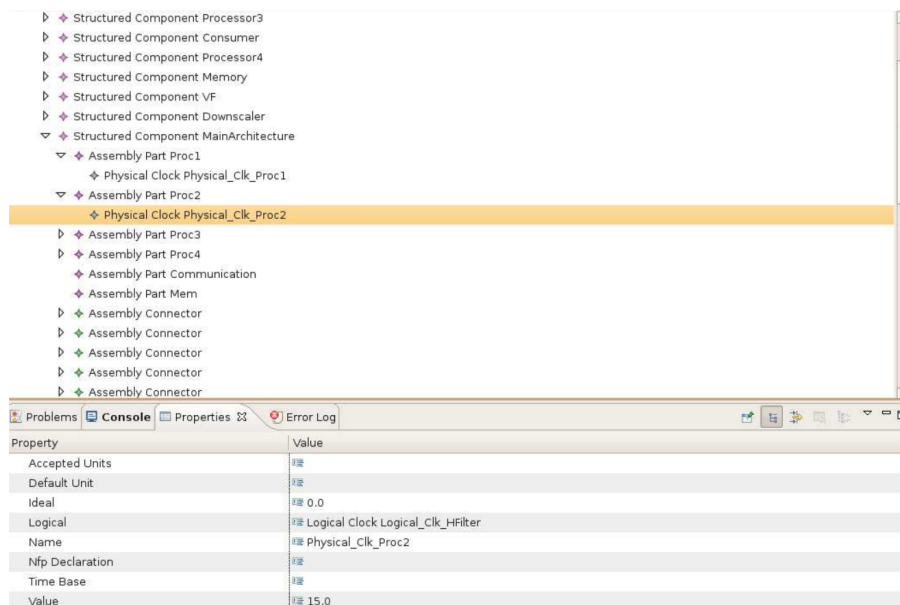 Structured Component Processor3
Structured Component Consumer
Structured Component Processor4
Structured Component Memory
Structured Component VF
Structured Component Downscaler
Structured Component MainArchitecture
Assembly Part Proc1
Physical Clock Physical_Clk_Proc1
Assembly Part Proc2
Physical Clock Physical_Clk_Proc2
Assembly Part Proc3
Assembly Part Proc4
Assembly Part Communication
Assembly Part Mem
Assembly Connector
Assembly Connector
Assembly Connector
Assembly Connector
Assembly Connector
Problems Console Properties Error Log
Property Value
Accepted Units
Default Unit
Ideal 0.0
Logical Logical Clock Logical_Clk_HFilter
Name Physical_Clk_Proc2
Nfp Declaration
Time Base
Value 15.0